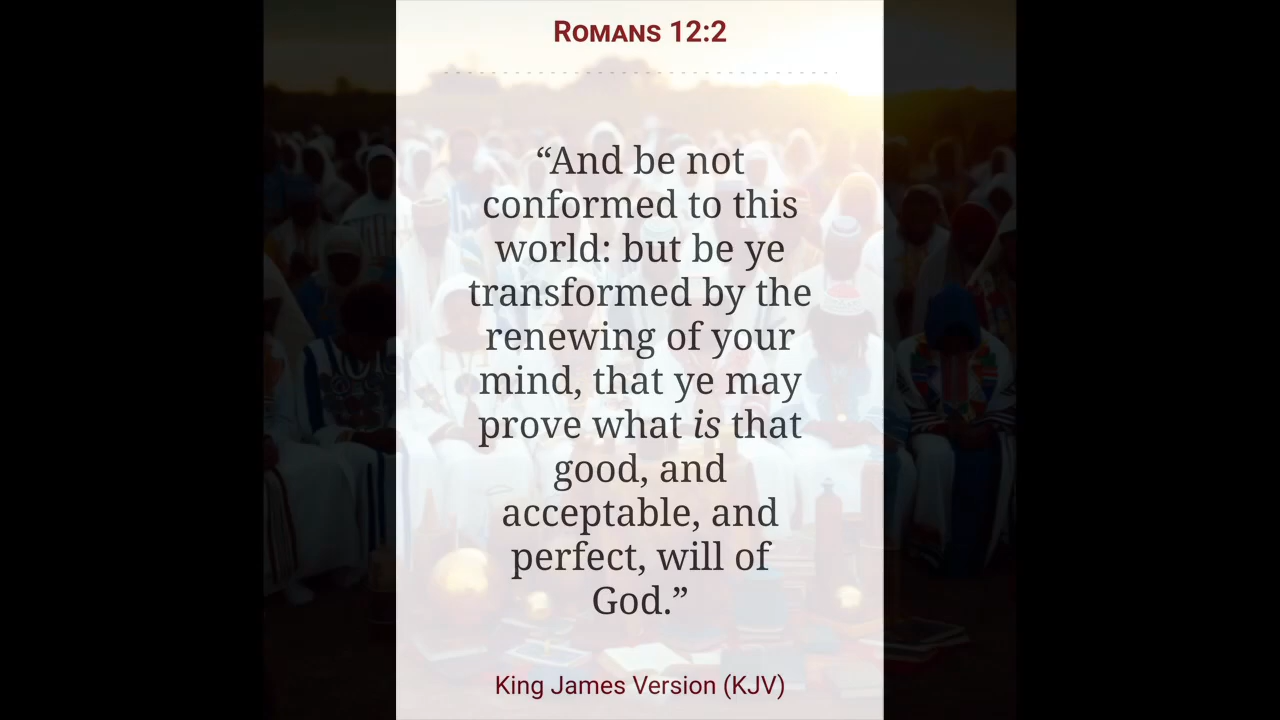 Romans 12:2
“And be not
conformed to this
world: but be ye
transformed by the
renewing of your
mind, that ye may
prove what is that
good, and
acceptable, and
perfect, will of
God.”
King James Version (KJV)